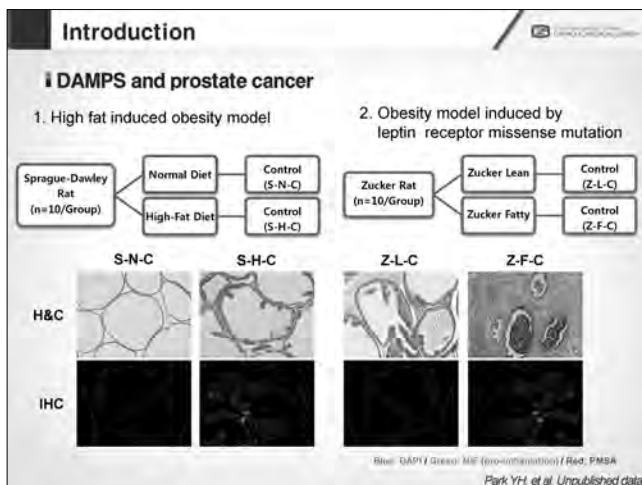 Introduction
DAMPS and prostate cancer
1. High fat induced obesity model
2. Obesity model induced by
leptin receptor missense mutation
Sprague-Dawley
Rat
(n=10/Group)
Normal Diet
Control
(S-N-C)
High-Fat Diet
Control
(S-H-C)
Zucker Rat
(n=10/Group)
Zucker Lean
Control
(Z-L-C)
Zucker Fatty
Control
(Z-F-C)
S-N-C
S-H-C
Z-L-C
Z-F-C
H&C
IHC
Blue: DAPI / Green: MIF (pro-inflamation) / Red: PMSA
Park YH, et al. Unpublished data